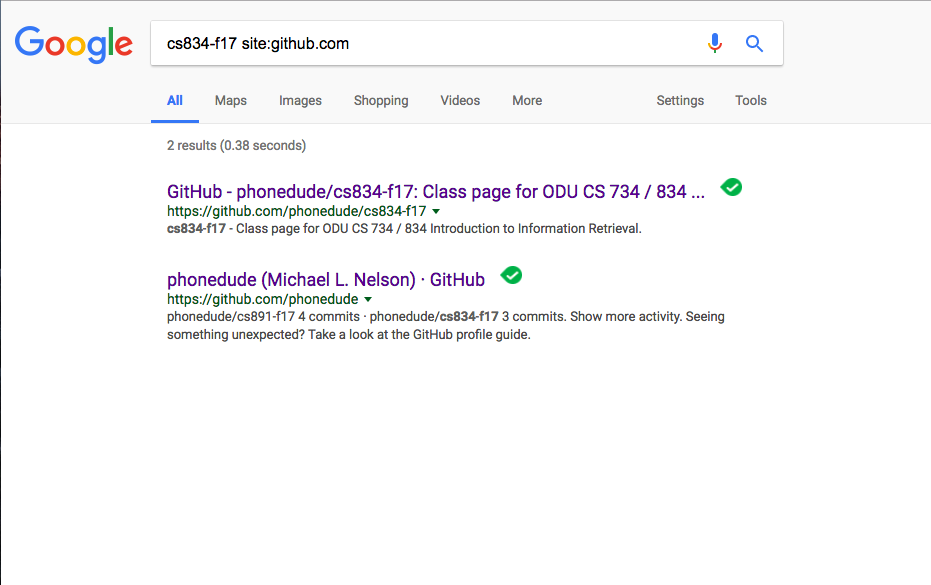 Google
cs834-f17 site:github.com
All Maps Images Shopping Videos More Settings Tools
2 results (0.38 seconds)
GitHub - phonedude/cs834-f17: Class page for ODU CS 734 / 834 ...
https://github.com/phonedude/cs834-f17
cs834-f17 - Class page for ODU CS 734 / 834 Introduction to Information Retrieval.
phonedude (Michael L. Nelson) · GitHub
https://github.com/phonedude
phonedude/cs891-f17 4 commits · phonedude/cs834-f17 3 commits. Show more activity. Seeing
something unexpected? Take a look at the GitHub profile guide.